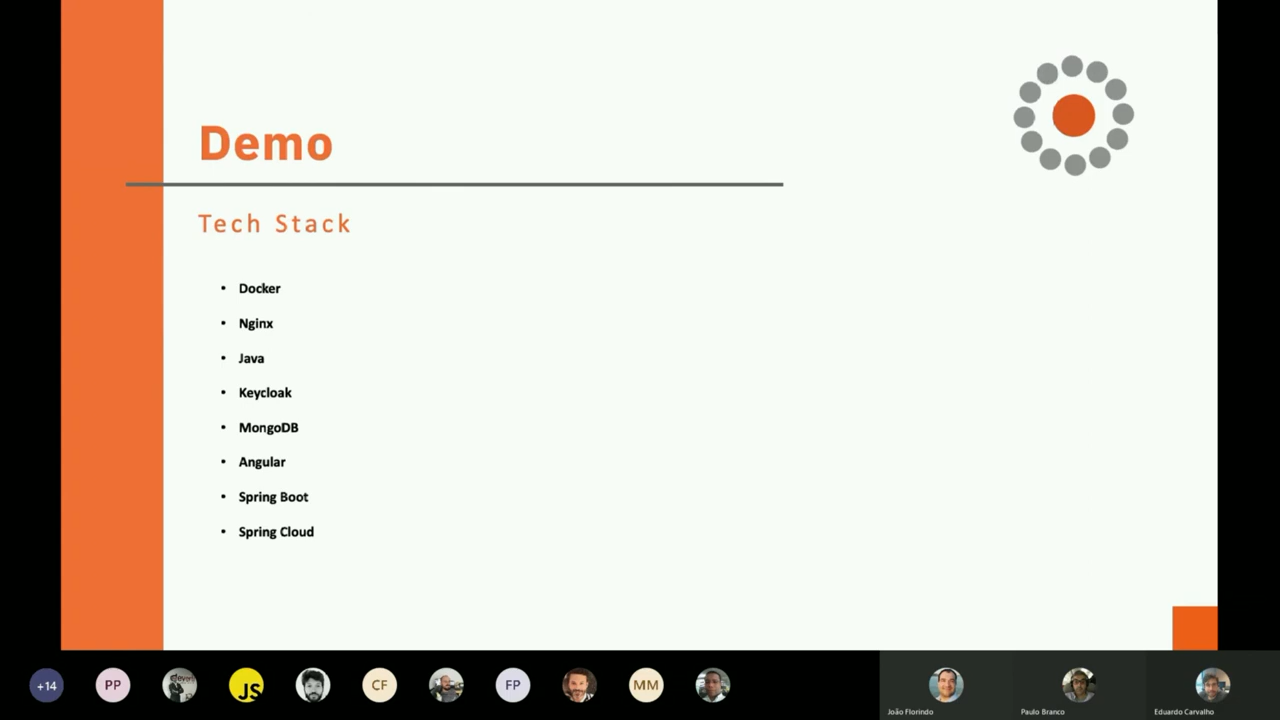 Demo
Tech Stack
• Docker
• Nginx
• Java
• Keycloak
• MongoDB
• Angular
• Spring Boot
• Spring Cloud
+14
PP
JS
CF
FP
MM
João Florindo
Paulo Branco
Eduardo Carvalho